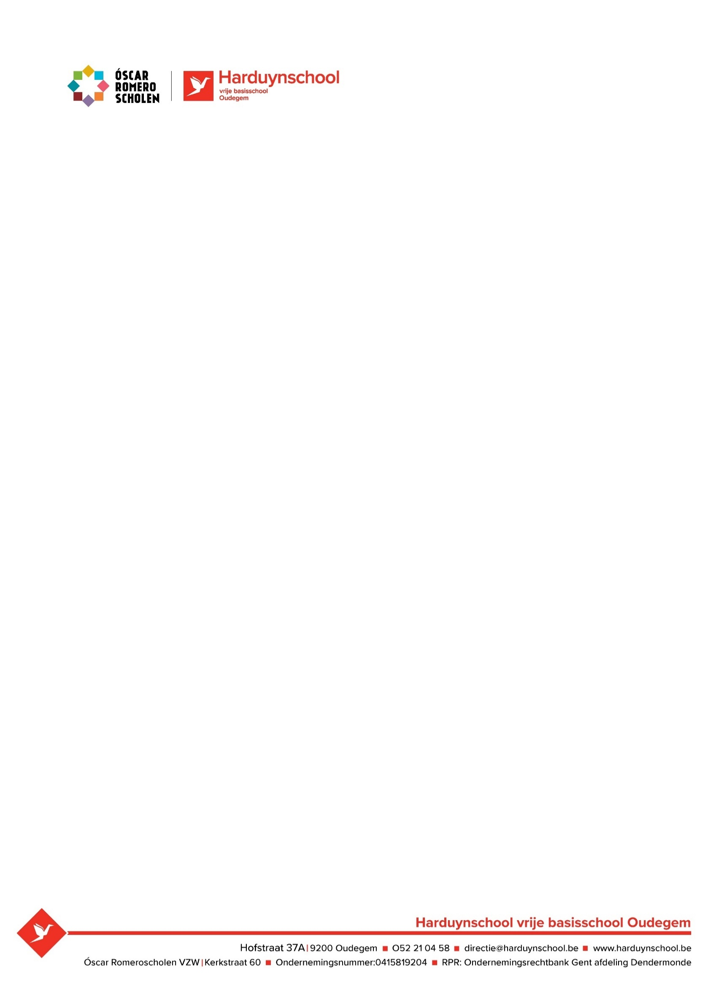 ÓSCAR
ROMERO
SCHOLEN
Harduynschool
vrije basisschool
Oudegem
Harduynschool vrije basisschool Oudegem
Hofstraat 37A|9200 Oudegem ■ O52 21 04 58 ■ directie@harduynschool.be ■ www.harduynschool.be
Óscar Romeroscholen VZW|Kerkstraat 60 ■ Ondernemingsnummer:0415819204 ■ RPR: Ondernemingsrechtbank Gent afdeling Dendermonde